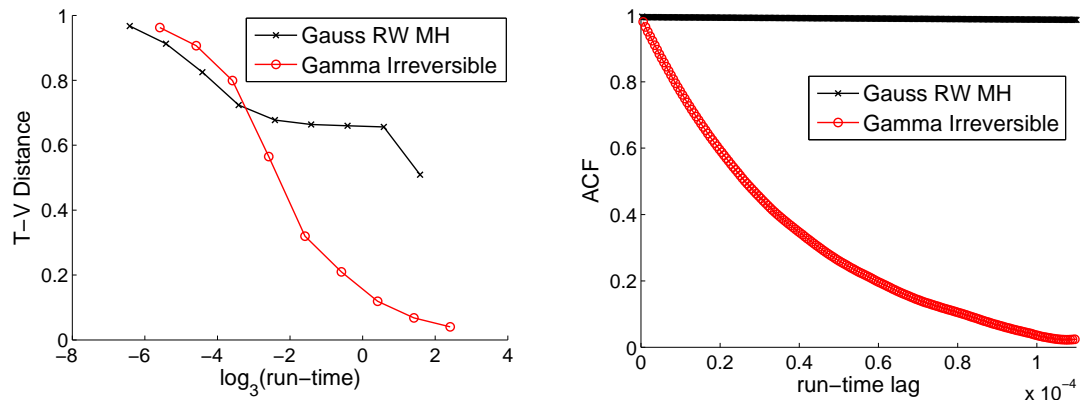 1
0.8
0.6
0.4
0.2
0
T−V Distance
−8
−6
−4
−2
0
2
4
log3(run−time)
Gauss RW MH
Gamma Irreversible
1
0.8
0.6
0.4
0.2
0
ACF
0
0.2
0.4
0.6
0.8
1
run−time lag
x 10−4
Gauss RW MH
Gamma Irreversible